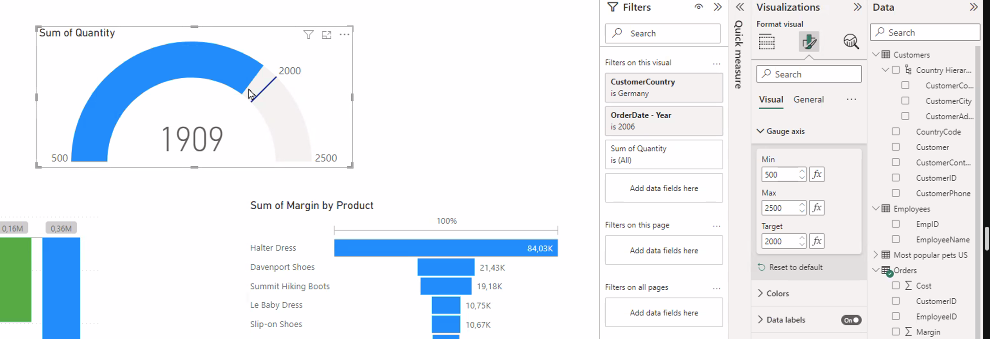 Sum of Quantity
2000
1909
500
2500
0,16M
0,36M
Sum of Margin by Product
100%
Halter Dress
84,03K
Davenport Shoes
21,43K
Summit Hiking Boots
19,18K
Le Baby Dress
10,75K
Slip-on Shoes
10,67K
Filters
Search
Filters on this visual
CustomerCountry
is Germany
OrderDate - Year
is 2006
Sum of Quantity
is (All)
Add data fields here
Filters on this page
Add data fields here
Filters on all pages
Add data fields here
Quick measure
Visualizations
Format visual
Search
Visual
General
Gauge axis
Min
500
fx
Max
2500
fx
Target
2000
fx
Reset to default
Colors
Data labels
On
Data
Search
Customers
Country Hierar...
CustomerCo...
CustomerCity
CustomerAd...
CountryCode
Customer
CustomerCont...
CustomerID
CustomerPhone
Employees
EmpID
EmployeeName
Most popular pets US
Orders
Cost
CustomerID
EmployeeID
Margin